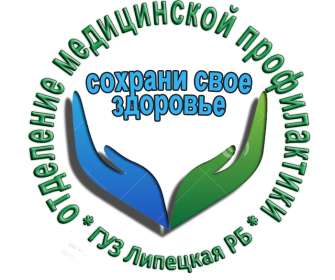 отделение медицинской профилактики
сохрани свое
здоровье
* ГУЗ Липецкая РБ *